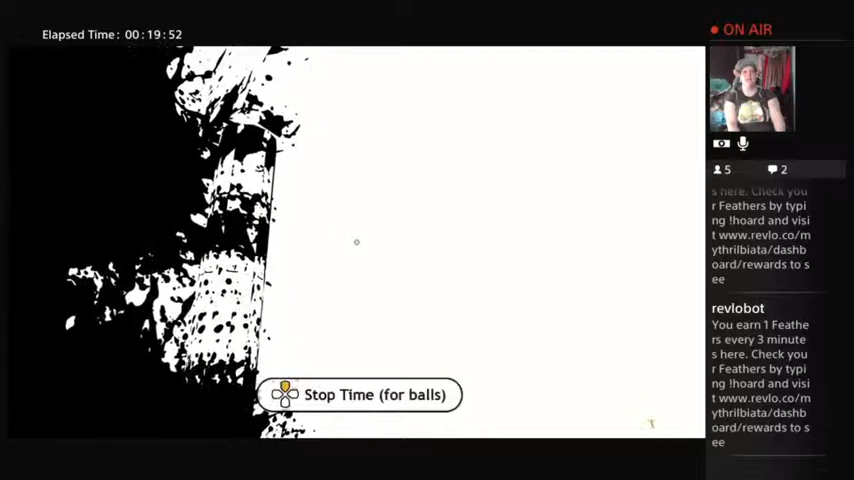 Elapsed Time: 00:19:52
ON AIR
5
2
s here. Check you
r Feathers by typi
ng !hoard and visi
t www.revlo.co/m
ythrilbiata/dashb
oard/rewards to s
ee
revlobot
You earn 1 Feathe
rs every 3 minute
s here. Check you
r Feathers by typi
ng !hoard and visi
t www.revlo.co/m
ythrilbiata/dashb
oard/rewards to s
ee
Stop Time (for balls)